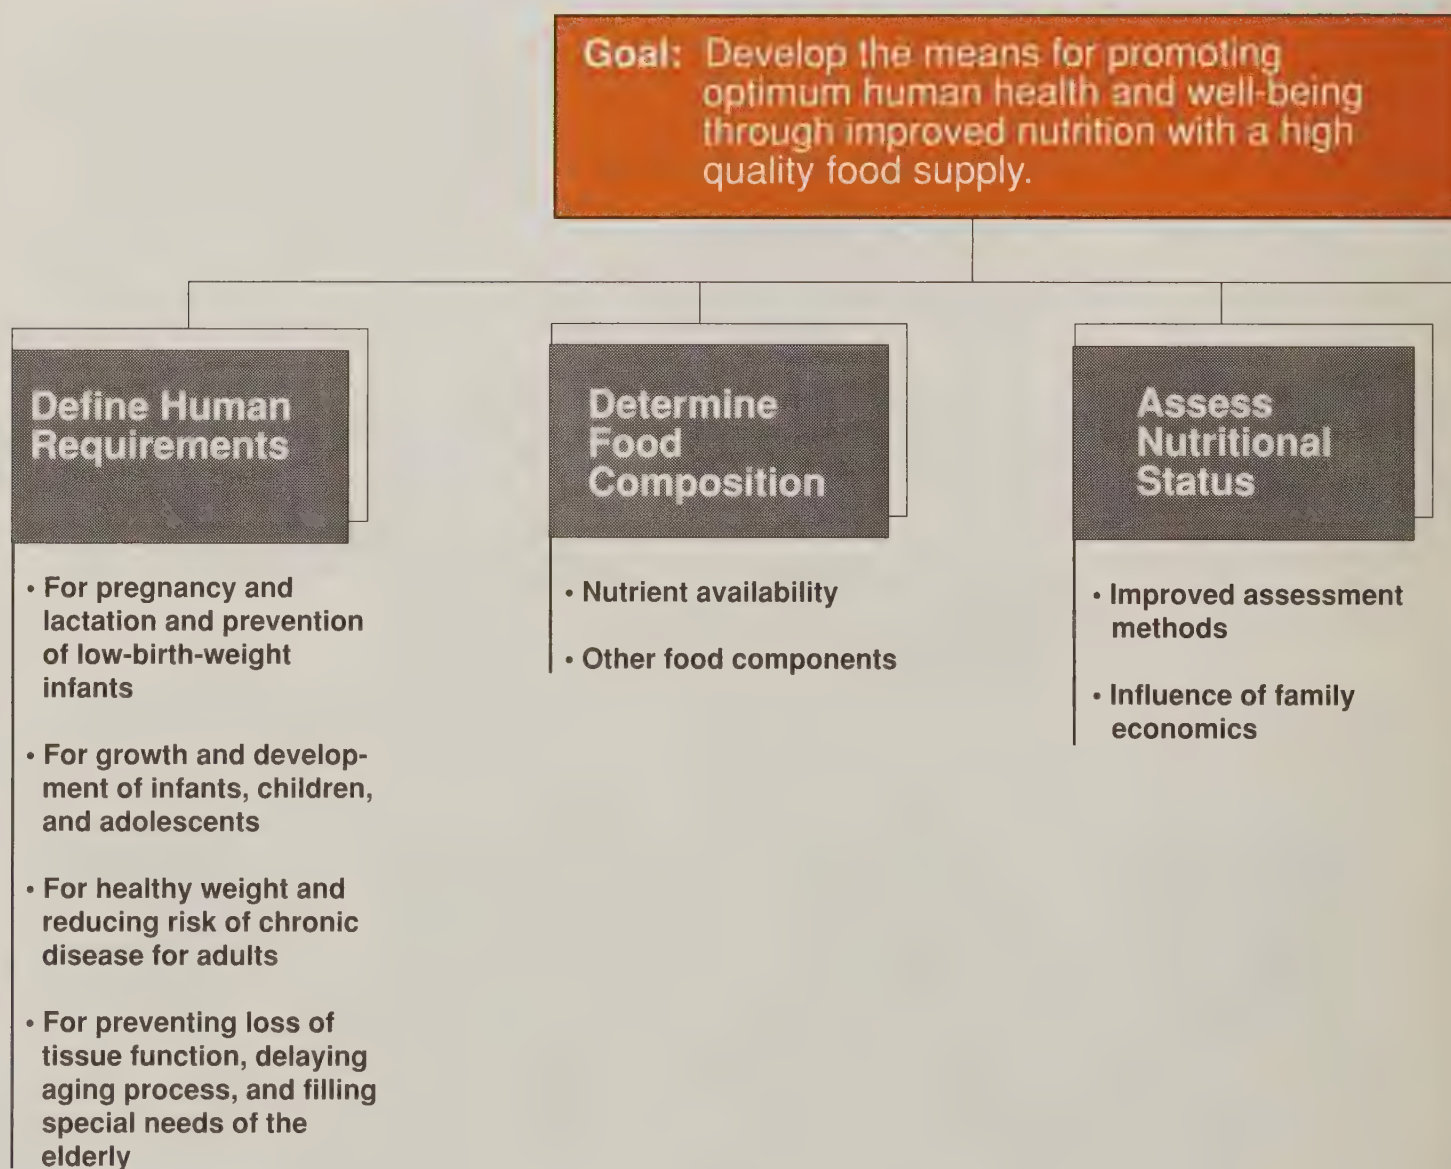 Goal: Develop the means for promoting
optimum human health and well-being
through improved nutrition with a high
quality food supply.
Define Human
Requirements
• For pregnancy and
lactation and prevention
of low-birth-weight
infants
• For growth and develop-
ment of infants, children,
and adolescents
• For healthy weight and
reducing risk of chronic
disease for adults
• For preventing loss of
tissue function, delaying
aging process, and filling
special needs of the
elderly
Determine
Food
Composition
• Nutrient availability
• Other food components
Assess
Nutritional
Status
• Improved assessment
methods
• Influence of family
economics